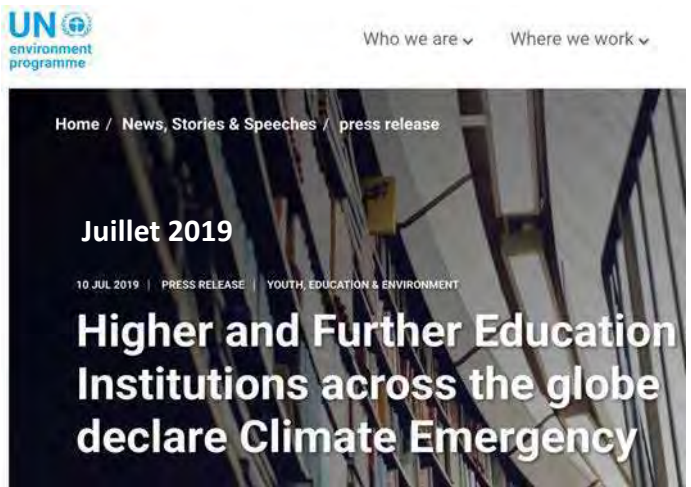 UN
environment
programme
Who we are
Where we work
Home / News, Stories & Speeches / press release
Juillet 2019
10 JUL 2019 | PRESS RELEASE | YOUTH, EDUCATION & ENVIRONMENT
Higher and Further Education
Institutions across the globe
declare Climate Emergency